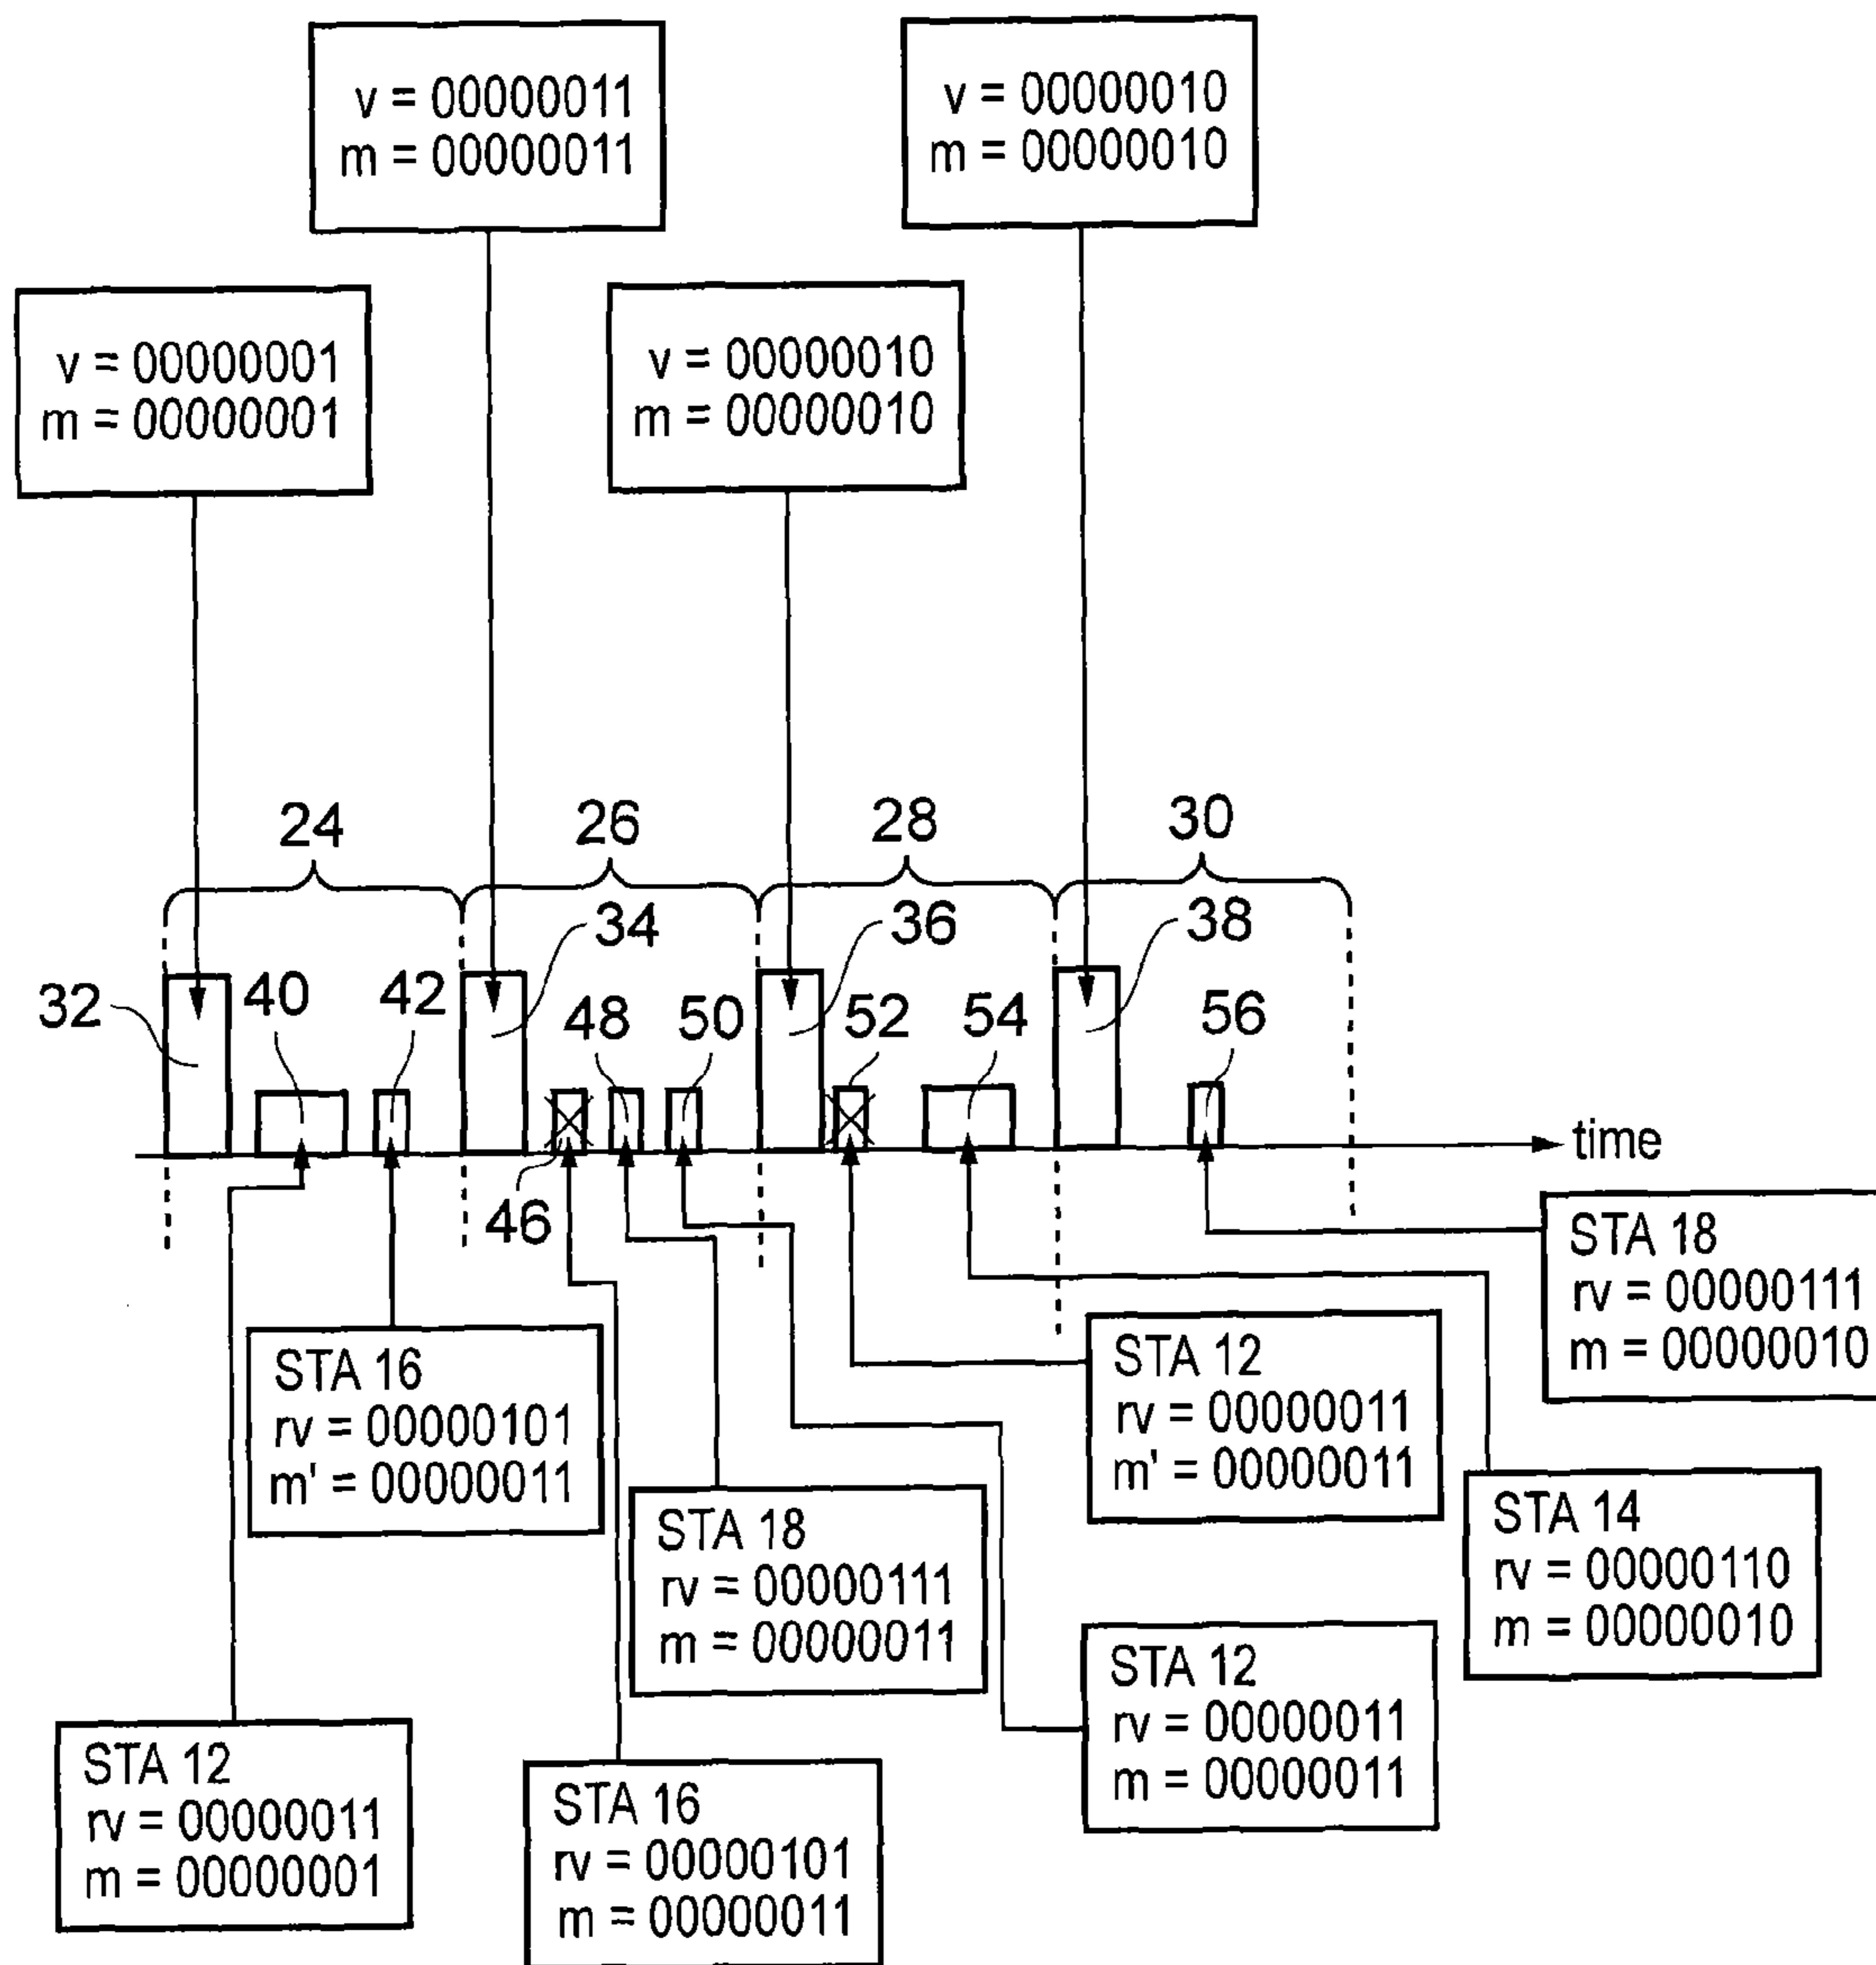 v = 00000011
m = 00000011
v = 00000010
m = 00000010
v = 00000001
m = 00000001
v = 00000010
m = 00000010
24
26
28
30
34
36
38
32
40
42
48
50
52
54
56
46
time
STA 18
rv = 00000111
m = 00000010
STA 16
rv = 00000101
m' = 00000011
STA 12
rv = 00000011
m' = 00000011
STA 14
rv = 00000110
m = 00000010
STA 18
rv = 00000111
m = 00000011
STA 12
rv = 00000011
m = 00000011
STA 12
rv = 00000011
m = 00000001
STA 16
rv = 00000101
m = 00000011